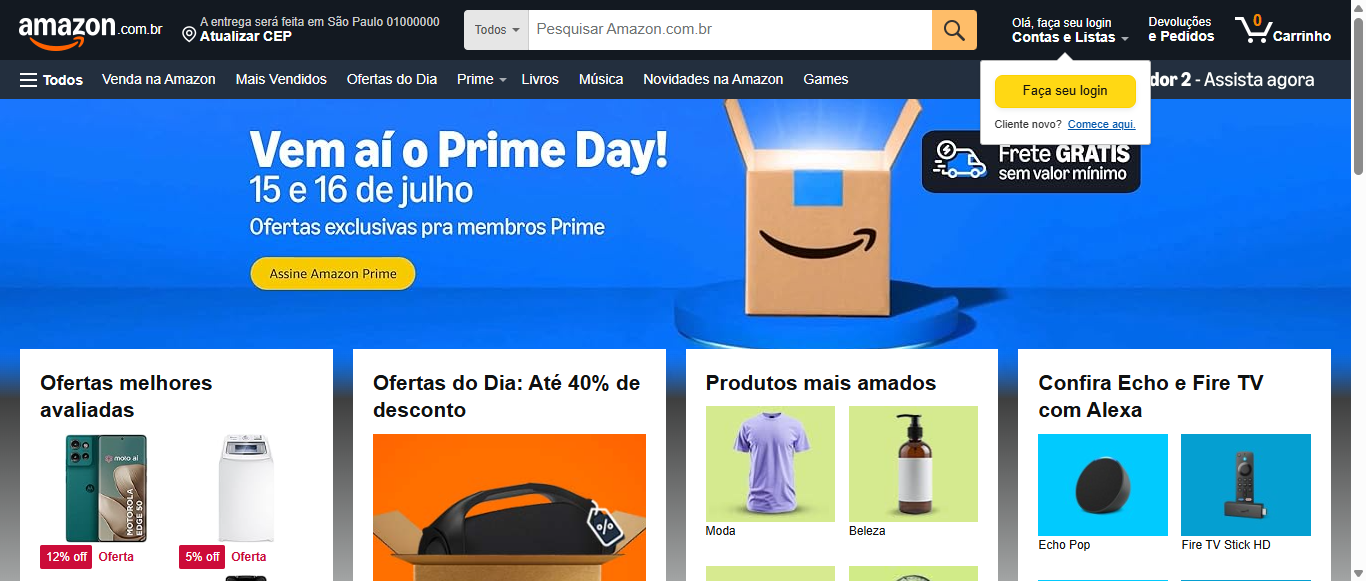 amazon.com.br
A entrega será feita em São Paulo 01000000
Atualizar CEP
Todos
Pesquisar Amazon.com.br
Olá, faça seu login
Contas e Listas
Devoluções
e Pedidos
0
Carrinho
Todos
Venda na Amazon
Mais Vendidos
Ofertas do Dia
Prime
Livros
Música
Novidades na Amazon
Games
dor 2 - Assista agora
Faça seu login
Cliente novo? Comece aqui.
Vem aí o Prime Day!
15 e 16 de julho
Ofertas exclusivas pra membros Prime
Assine Amazon Prime
Frete GRÁTIS
sem valor mínimo
Ofertas melhores
avaliadas
moto ai
MOTOROLA
EDGE 50
12% off
Oferta
5% off
Oferta
Ofertas do Dia: Até 40% de
desconto
%
Produtos mais amados
Moda
Beleza
Confira Echo e Fire TV
com Alexa
Echo Pop
Fire TV Stick HD